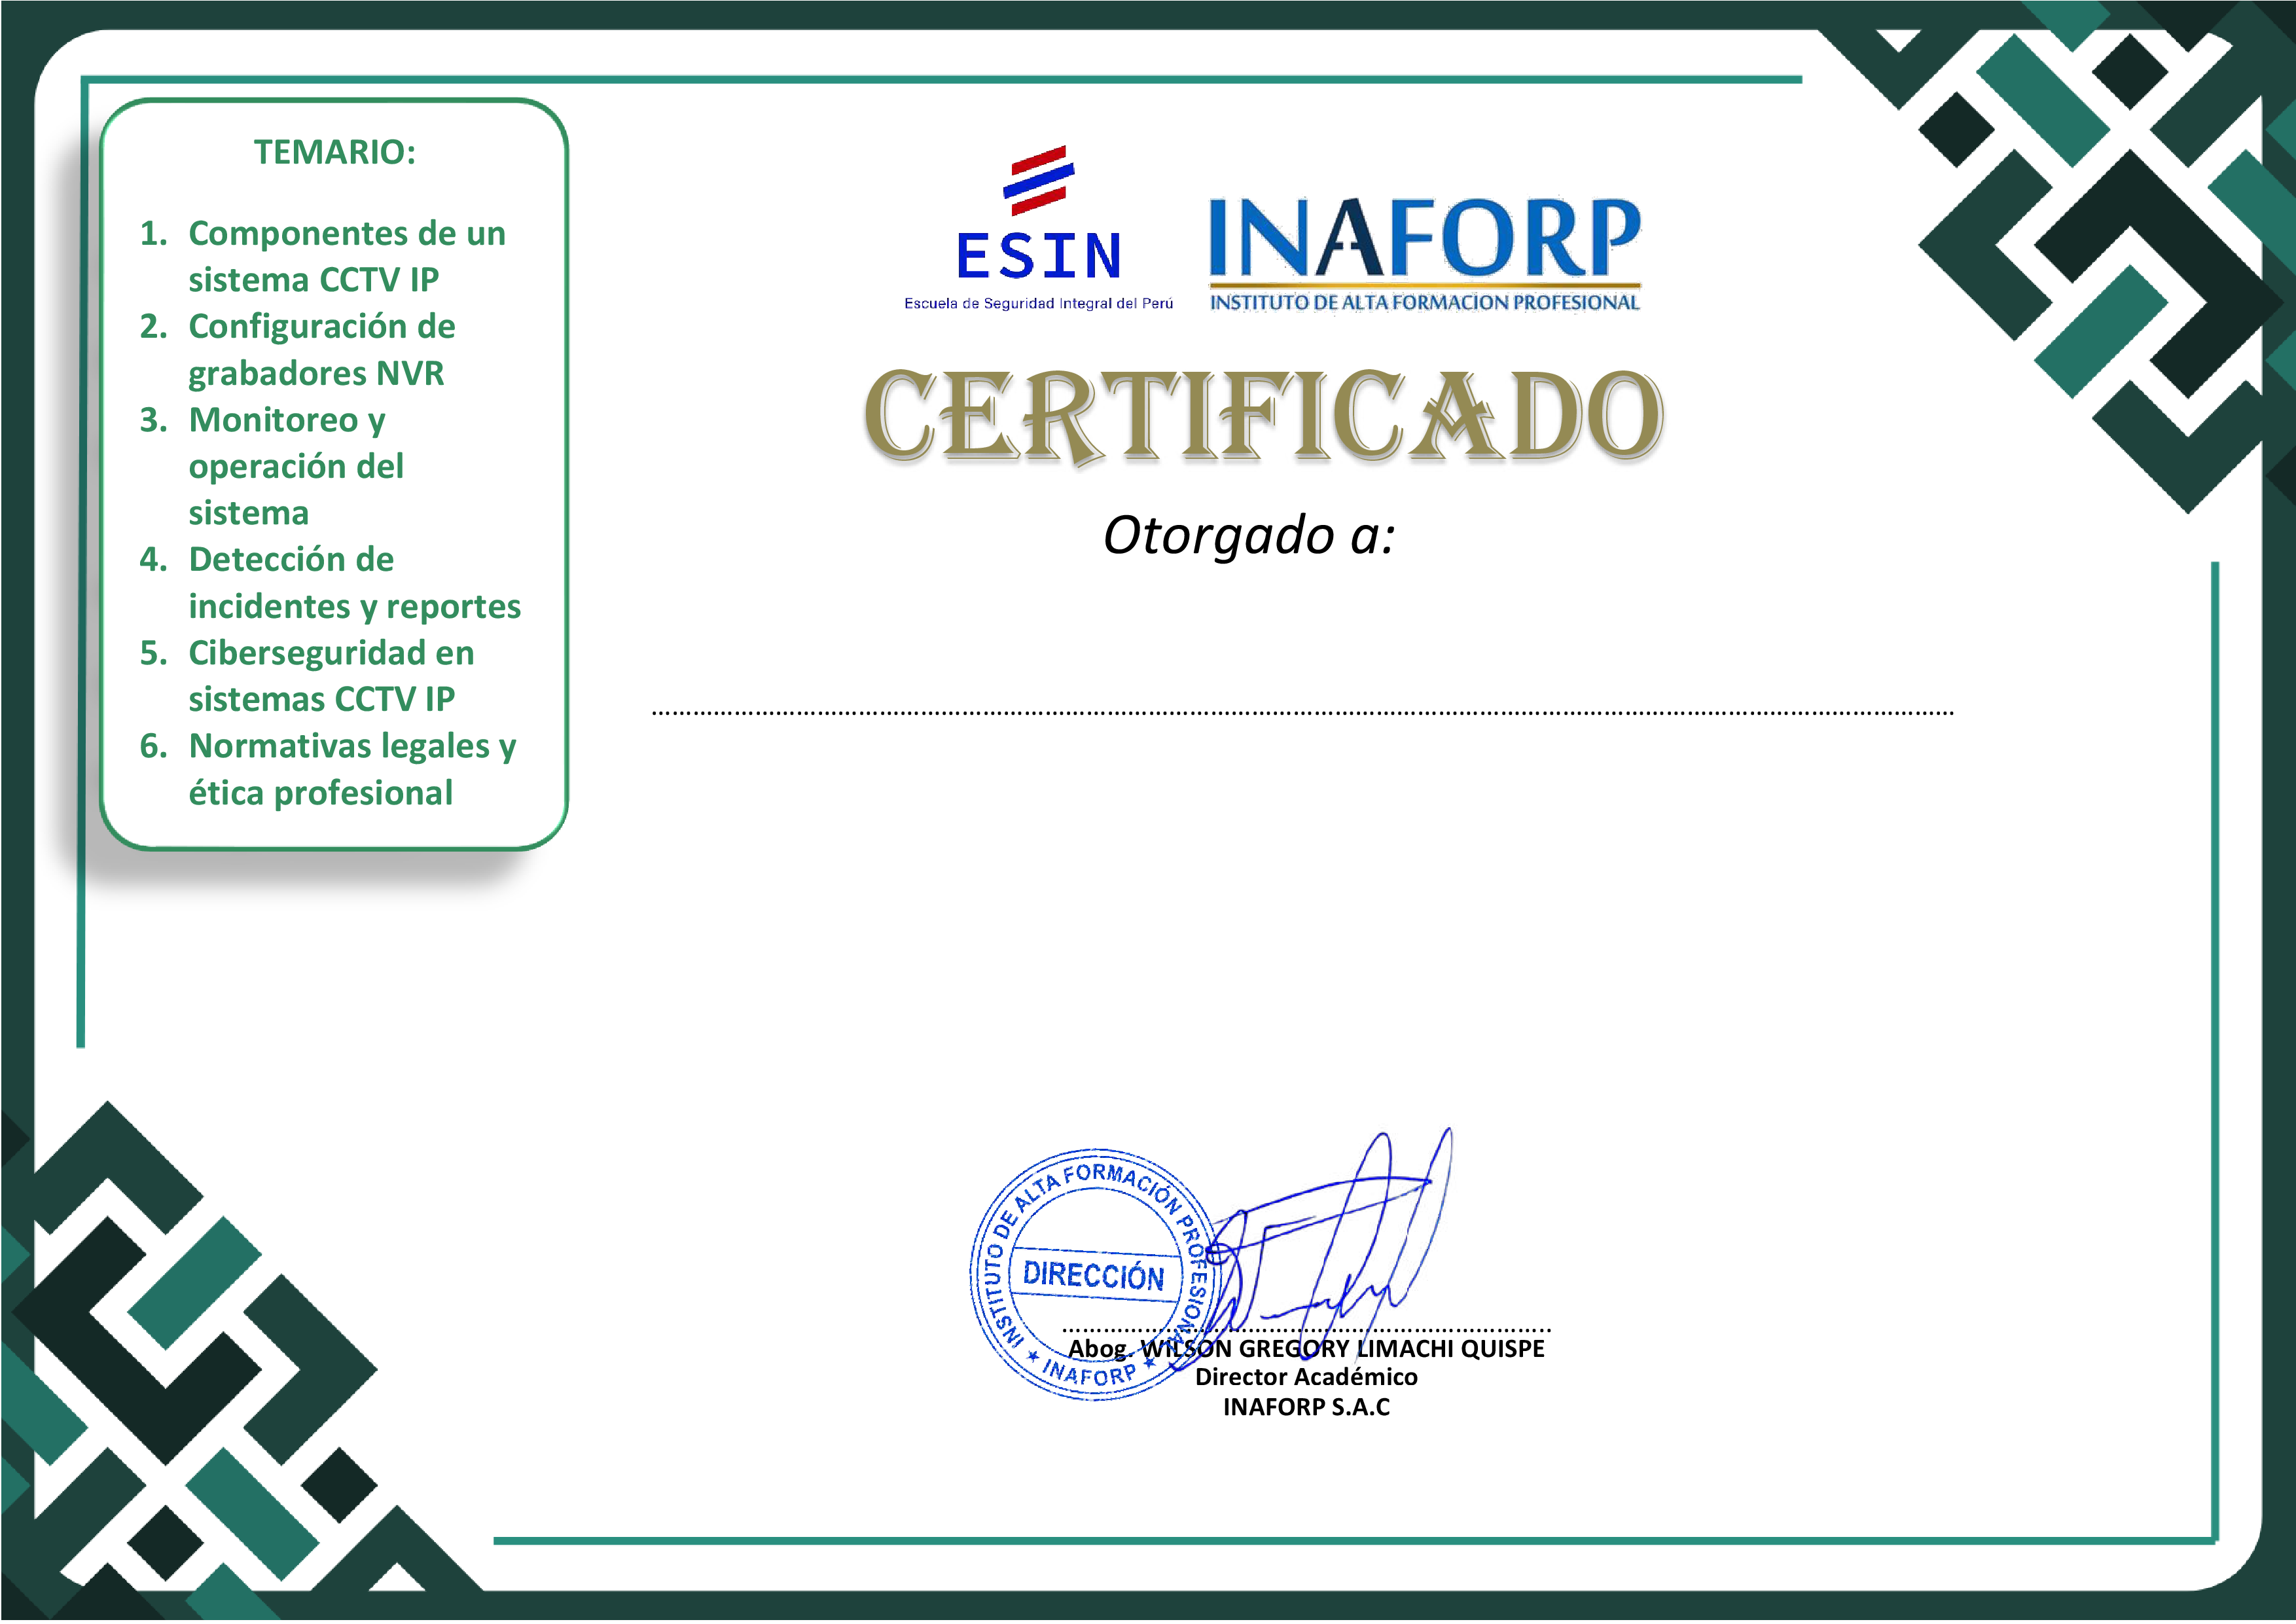 TEMARIO:
1. Componentes de un
sistema CCTV IP
2. Configuración de
grabadores NVR
3. Monitoreo y
operación del
sistema
4. Detección de
incidentes y reportes
5. Ciberseguridad en
sistemas CCTV IP
6. Normativas legales y
ética profesional
ESIN
Escuela de Seguridad Integral del Perú
INAFORP
INSTITUTO DE ALTA FORMACION PROFESIONAL
CERTIFICADO
Otorgado a:
INSTITUTO DE ALTA FORMACIÓN PROFESIONAL
DIRECCIÓN
★ INAFORP ★
Abog. WILSON GREGORY LIMACHI QUISPE
Director Académico
INAFORP S.A.C